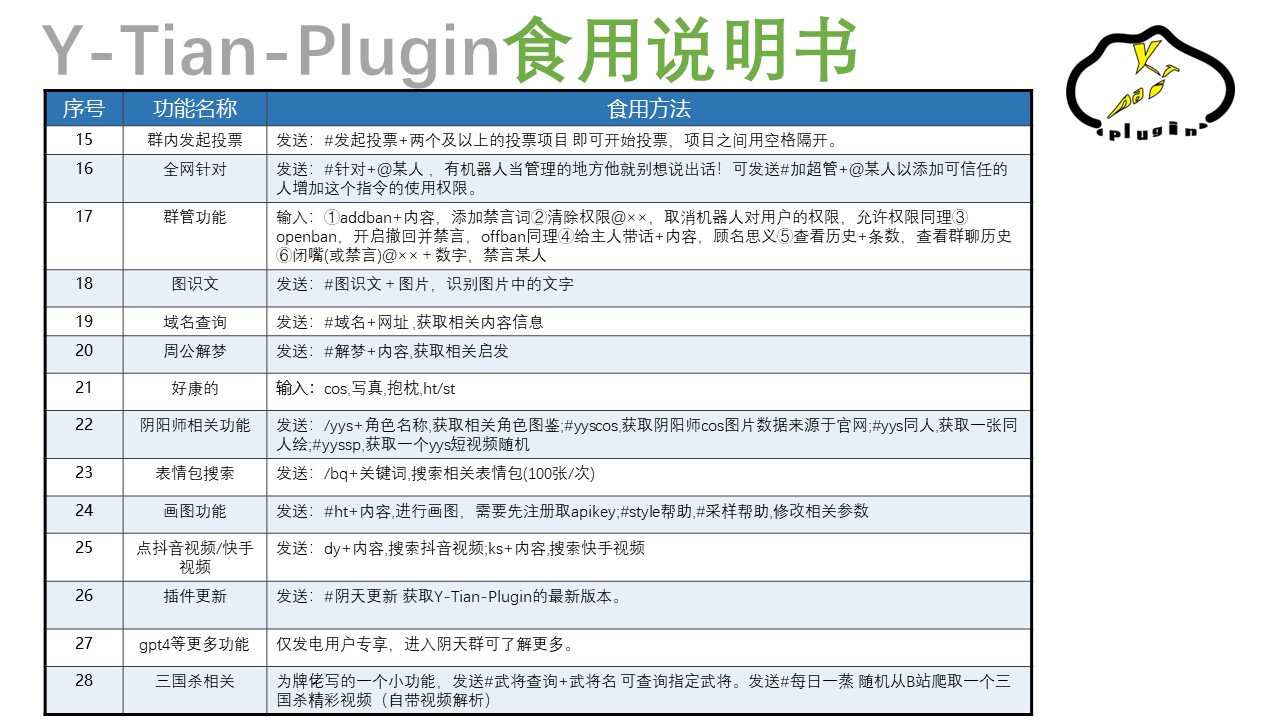 Y-Tian-Plugin食用说明书
序号 功能名称 食用方法
15 群内发起投票 发送：#发起投票+两个及以上的投票项目 即可开始投票，项目之间用空格隔开。
16 全网针对 发送：#针对+@某人 ，有机器人当管理的地方他就别想说出话！可发送#加超管+@某人以添加可信任的
人增加这个指令的使用权限。
17 群管功能 输入：①addban+内容，添加禁言词②清除权限@××，取消机器人对用户的权限，允许权限同理③
openban，开启撤回并禁言，offban同理④给主人带话+内容，顾名思义⑤查看历史+条数，查看群聊历史
⑥闭嘴(或禁言)@××＋数字，禁言某人
18 图识文 发送：#图识文＋图片，识别图片中的文字
19 域名查询 发送：#域名+网址 ,获取相关内容信息
20 周公解梦 发送：#解梦+内容,获取相关启发
21 好康的 输入：cos,写真,抱枕,ht/st
22 阴阳师相关功能 发送：/yys+角色名称,获取相关角色图鉴;#yyscos,获取阴阳师cos图片数据来源于官网;#yys同人,获取一张同
人绘;#yyssp,获取一个yys短视频随机
23 表情包搜索 发送：/bq+关键词,搜索相关表情包(100张/次)
24 画图功能 发送：#ht+内容,进行画图，需要先注册取apikey;#style帮助,#采样帮助,修改相关参数
25 点抖音视频/快手 发送：dy+内容,搜索抖音视频;ks+内容,搜索快手视频
视频
26 插件更新 发送：#阴天更新 获取Y-Tian-Plugin的最新版本。
27 gpt4等更多功能 仅发电用户专享，进入阴天群可了解更多。
28 三国杀相关 为牌佬写的一个小功能，发送#武将查询+武将名 可查询指定武将。发送#每日一蒸 随机从B站爬取一个三
国杀精彩视频（自带视频解析）
plugin